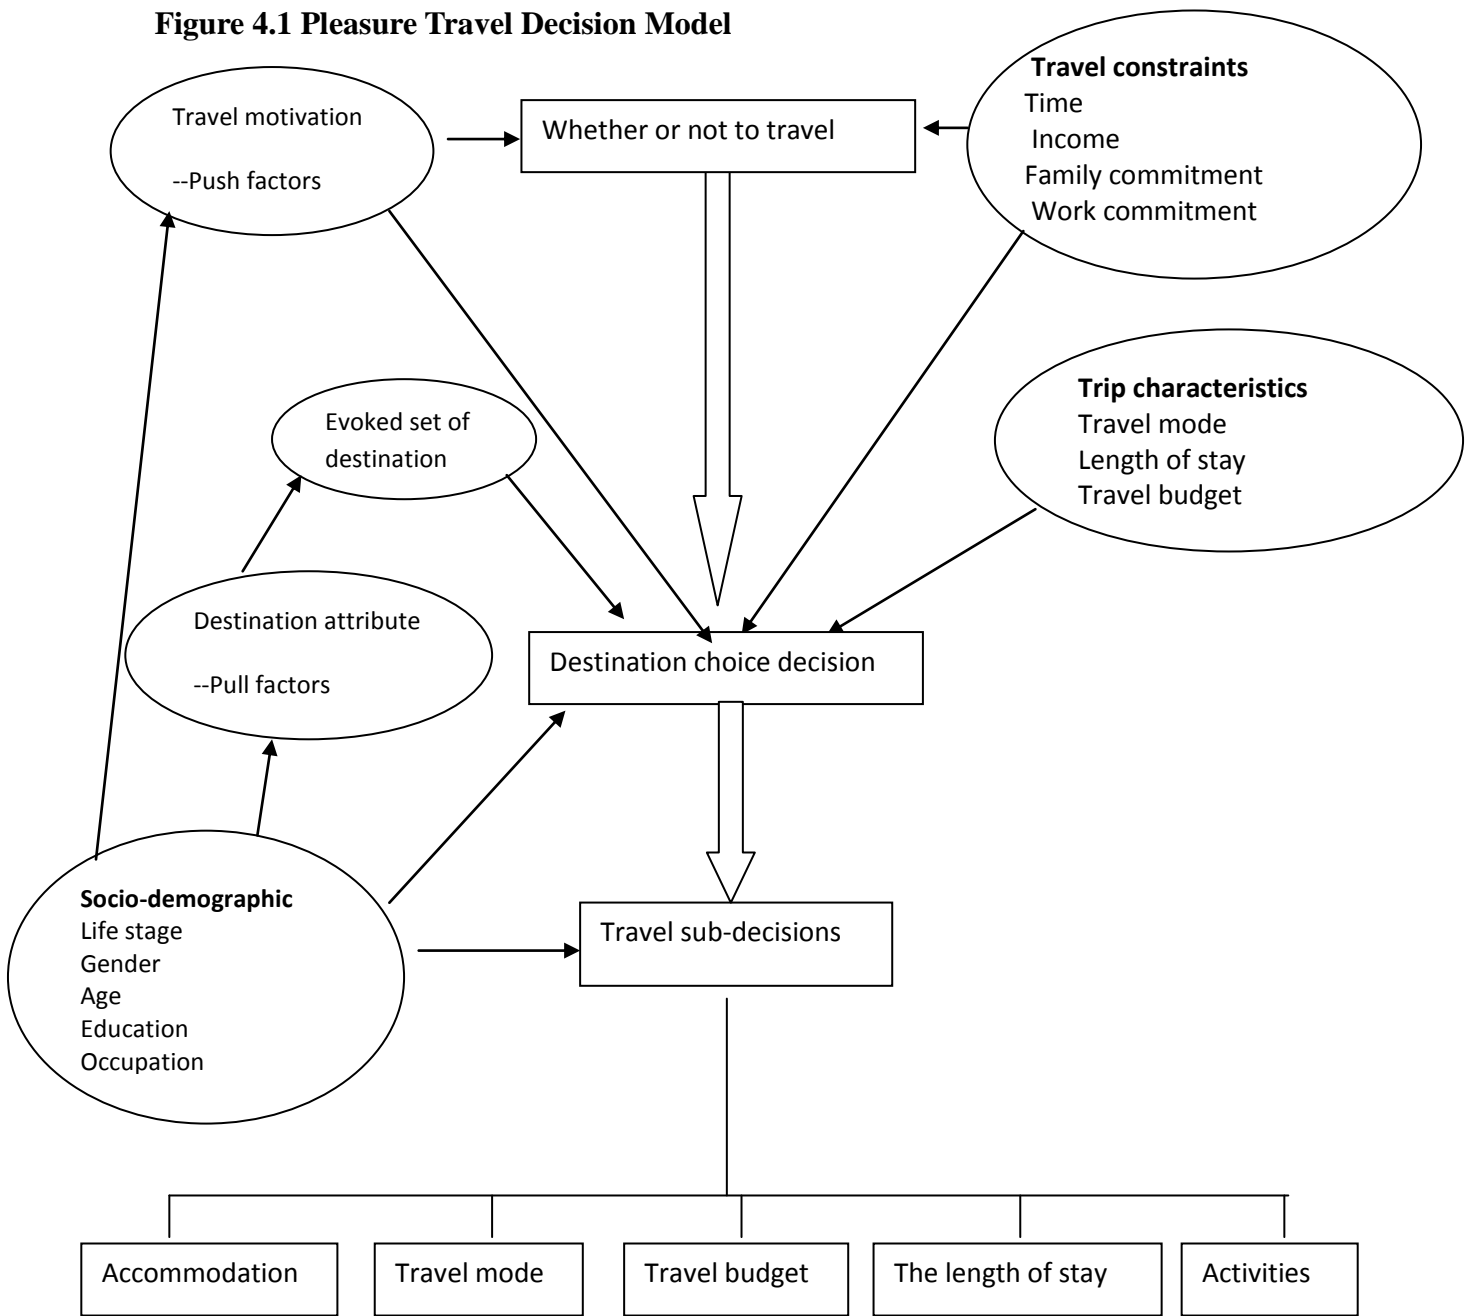 Figure 4.1 Pleasure Travel Decision Model
Travel motivation
--Push factors
Whether or not to travel
Travel constraints
Time
Income
Family commitment
Work commitment
Evoked set of
destination
Trip characteristics
Travel mode
Length of stay
Travel budget
Destination attribute
--Pull factors
Destination choice decision
Socio-demographic
Life stage
Gender
Age
Education
Occupation
Travel sub-decisions
Accommodation
Travel mode
Travel budget
The length of stay
Activities